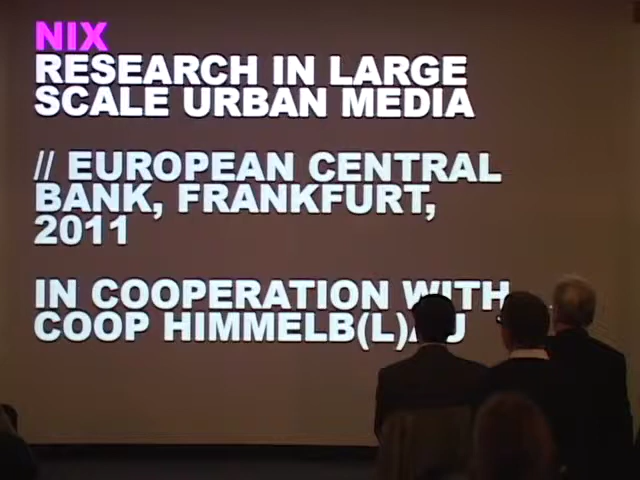 NIX
RESEARCH IN LARGE
SCALE URBAN MEDIA
// EUROPEAN CENTRAL
BANK, FRANKFURT,
2011
IN COOPERATION WITH
COOP HIMMELB(L)AU